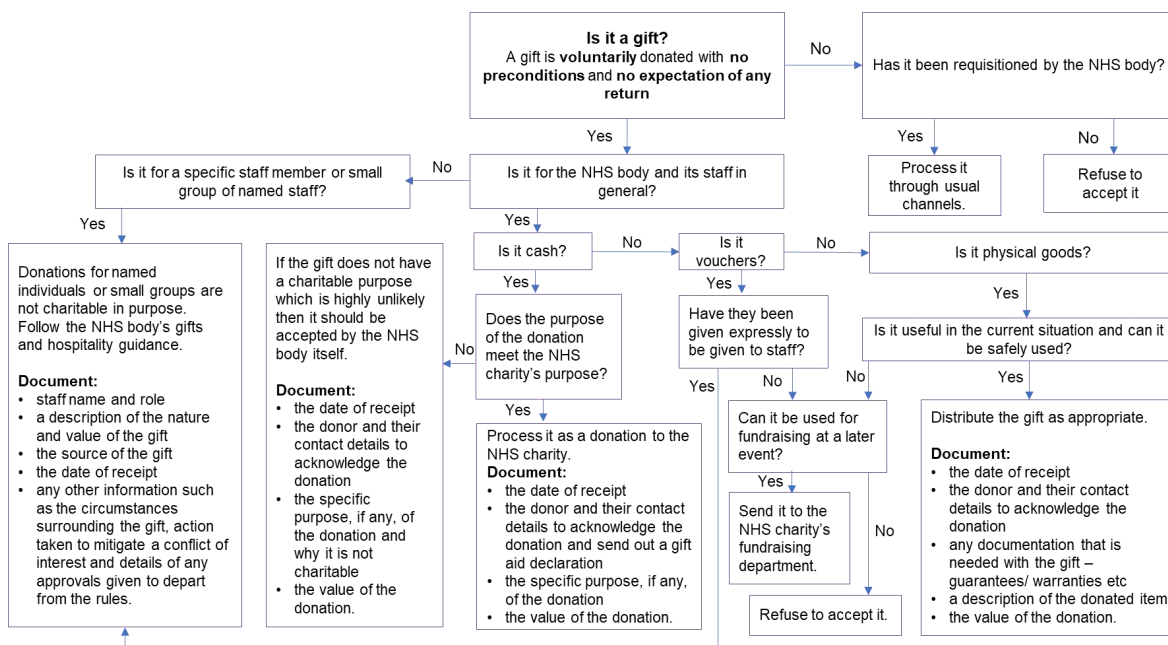 Is it a gift?
A gift is voluntarily donated with no
preconditions and no expectation of any
return
No
Has it been requisitioned by the NHS body?
Yes
Yes
No
Process it
through usual
channels.
Refuse to
accept it
Is it for a specific staff member or small
group of named staff?
No
Is it for the NHS body and its staff in
general?
Yes
Yes
Is it cash?
No
Is it
vouchers?
No
Is it physical goods?
Donations for named
individuals or small groups are
not charitable in purpose.
Follow the NHS body's gifts
and hospitality guidance.
Document:
• staff name and role
• a description of the nature
and value of the gift
• the source of the gift
• the date of receipt
• any other information such
as the circumstances
surrounding the gift, action
taken to mitigate a conflict of
interest and details of any
approvals given to depart
from the rules.
If the gift does not have
a charitable purpose
which is highly unlikely
then it should be
accepted by the NHS
body itself.
Document:
• the date of receipt
• the donor and their
contact details to
acknowledge the
donation
• the specific
purpose, if any, of
the donation and
why it is not
charitable
• the value of the
donation.
Yes
Does the purpose
of the donation
meet the NHS
charity's purpose?
No
Yes
Process it as a donation to the
NHS charity.
Document:
• the date of receipt
• the donor and their contact
details to acknowledge the
donation and send out a gift
aid declaration
• the specific purpose, if any,
of the donation
• the value of the donation.
Yes
Have they been
given expressly to
be given to staff?
Yes
No
No
Can it be used for
fundraising at a later
event?
Yes
No
Send it to the
NHS charity's
fundraising
department.
Refuse to accept it.
Yes
Is it useful in the current situation and can it
be safely used?
Yes
Distribute the gift as appropriate.
Document:
• the date of receipt
• the donor and their contact
details to acknowledge the
donation
• any documentation that is
needed with the gift –
guarantees/ warranties etc
• a description of the donated item
• the value of the donation.